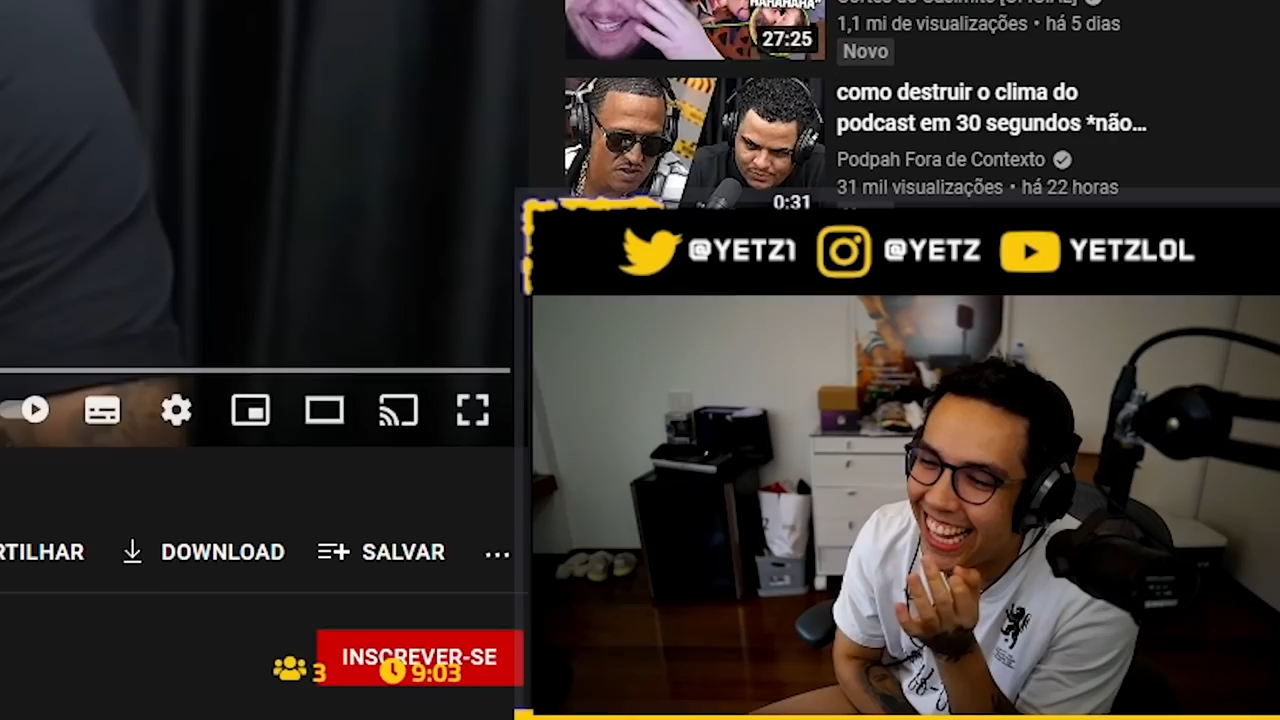 27:25
1,1 mi de visualizações • há 5 dias
Novo
como destruir o clima do
podcast em 30 segundos *não...
Podpah Fora de Contexto
31 mil visualizações • há 22 horas
0:31
@YETZ1 @YETZ YETZLOL
RTILHAR DOWNLOAD SALVAR ...
INSCREVER-SE
3 9:03